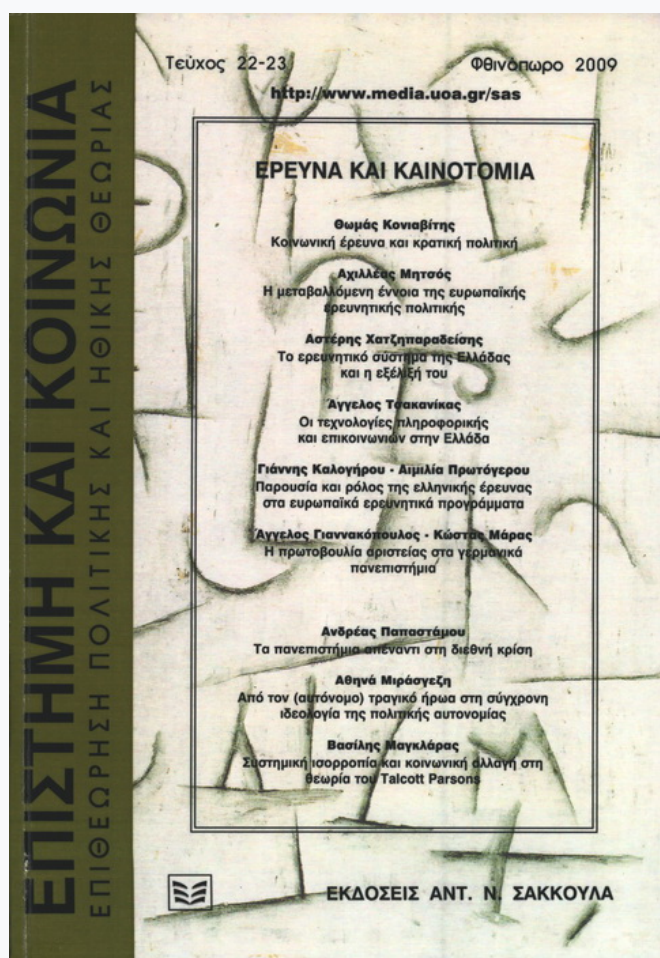 ΕΠΙΣΤΗΜΗ ΚΑΙ ΚΟΙΝΩΝΙΑ
ΕΠΙΘΕΩΡΗΣΗ ΠΟΛΙΤΙΚΗΣ ΚΑΙ ΗΘΙΚΗΣ ΘΕΩΡΙΑΣ
Τεύχος 22-23 Φθινόπωρο 2009
http://www.media.uoa.gr/sas
ΕΡΕΥΝΑ ΚΑΙ ΚΑΙΝΟΤΟΜΙΑ
Θωμάς Κονιαβίτης
Κοινωνική έρευνα και κρατική πολιτική
Αχιλλέας Μητσός
Η μεταβαλλόμενη έννοια της ευρωπαϊκής
ερευνητικής πολιτικής
Αστέρης Χατζηπαραδείσης
Το ερευνητικό σύστημα της Ελλάδας
και η εξέλιξή του
Άγγελος Τσακανίκας
Οι τεχνολογίες πληροφορικής
και επικοινωνιών στην Ελλάδα
Γιάννης Καλογήρου - Αιμιλία Πρωτόγερου
Παρουσία και ρόλος της ελληνικής έρευνας
στα ευρωπαϊκά ερευνητικά προγράμματα
Άγγελος Γιαννακόπουλος - Κώστας Μάρας
Η πρωτοβουλία αριστείας στα γερμανικά
πανεπιστήμια
Ανδρέας Παπαστάμου
Τα πανεπιστήμια απέναντι στη διεθνή κρίση
Αθηνά Μιράσγεζη
Από τον (αυτόνομο) τραγικό ήρωα στη σύγχρονη
ιδεολογία της πολιτικής αυτονομίας
Βασίλης Μαγκλάρας
Συστημική ισορροπία και κοινωνική αλλαγή στη
θεωρία του Talcott Parsons
ΕΚΔΟΣΕΙΣ ΑΝΤ. Ν. ΣΑΚΚΟΥΛΑ